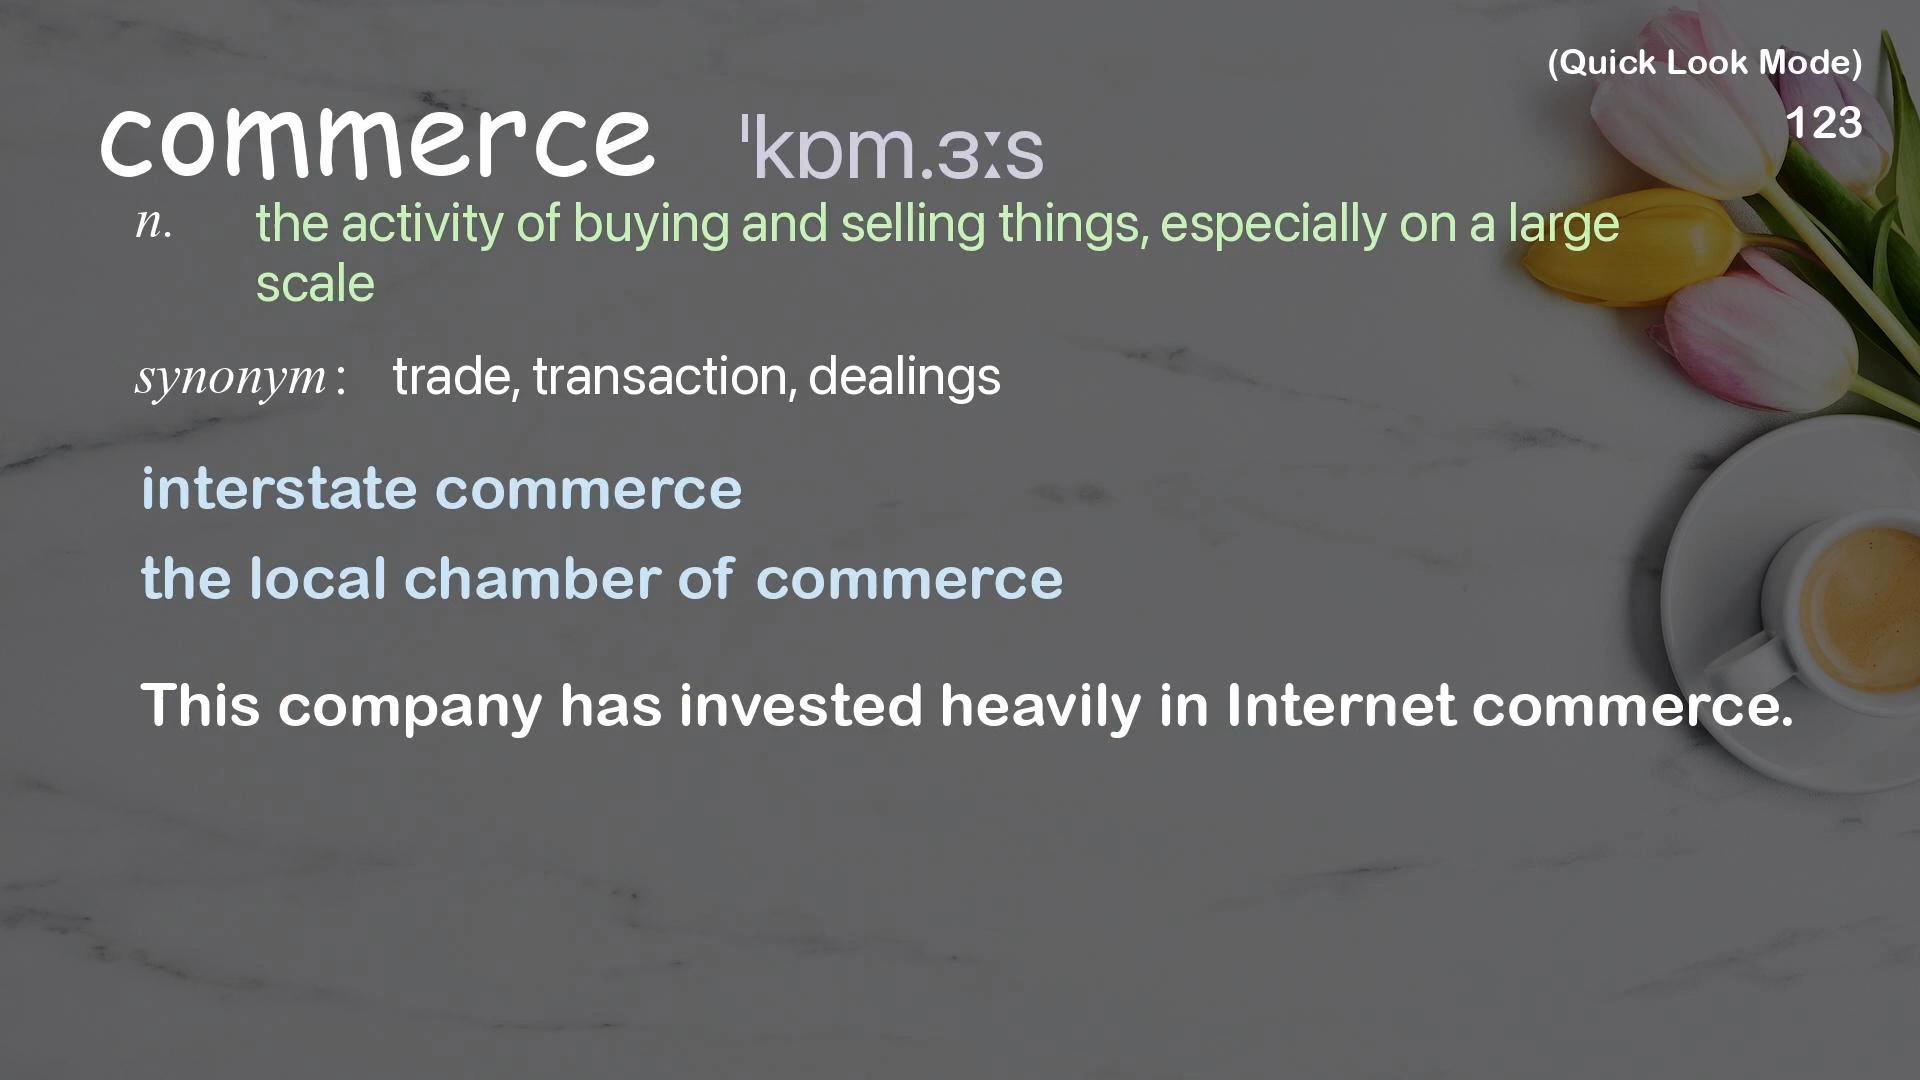 (Quick Look Mode)
123
commerce ˈkɒm.ɜːs
n. the activity of buying and selling things, especially on a large
scale
synonym: trade, transaction, dealings
interstate commerce
the local chamber of commerce
This company has invested heavily in Internet commerce.